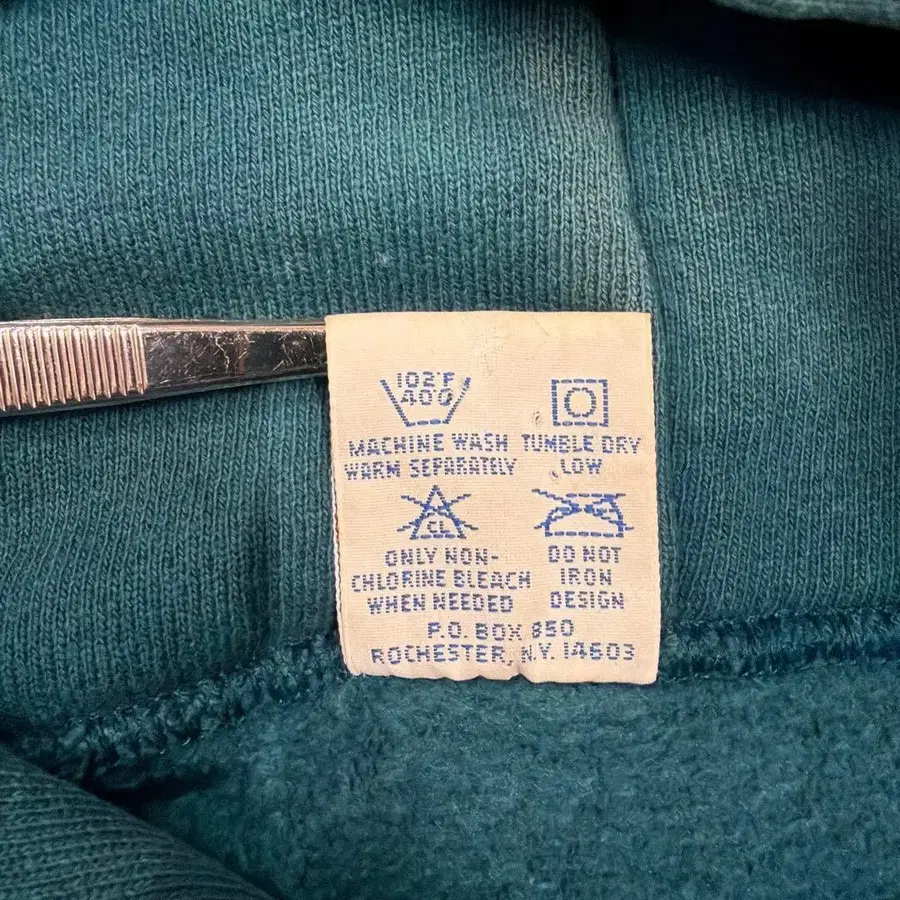 102°F
40°C
MACHINE WASH
WARM SEPARATELY
TUMBLE DRY
LOW
CL
ONLY NON-
CHLORINE BLEACH
WHEN NEEDED
DO NOT
IRON
DESIGN
P.O. BOX 850
ROCHESTER, N.Y. 14603